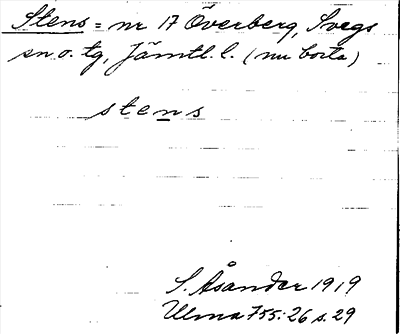 Stens = nr 17 Överberg, Svegs
sn o. tg, Jämtl. l. (nu borta)
stens
S. Åsander 1919
Ulma 755:26 s. 29